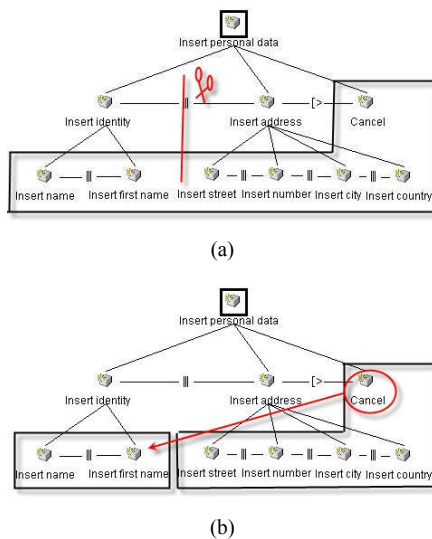 Insert personal data
|||
[>
Insert identity Insert address Cancel
||| ||| ||| |||
Insert name Insert first name Insert street Insert number Insert city Insert country
(a)
Insert personal data
|||
[>
Insert identity Insert address Cancel
||| ||| ||| |||
Insert name Insert first name Insert street Insert number Insert city Insert country
(b)